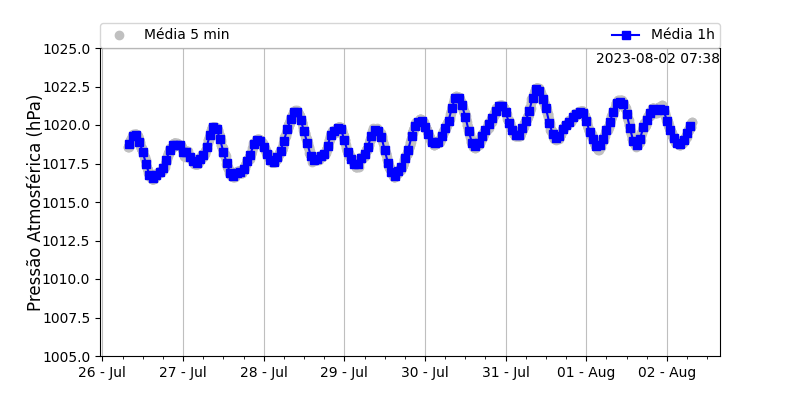 Média 5 min
Média 1h
2023-08-02 07:38
Pressão Atmosférica (hPa)
1025.0
1022.5
1020.0
1017.5
1015.0
1012.5
1010.0
1007.5
1005.0
26 - Jul
27 - Jul
28 - Jul
29 - Jul
30 - Jul
31 - Jul
01 - Aug
02 - Aug